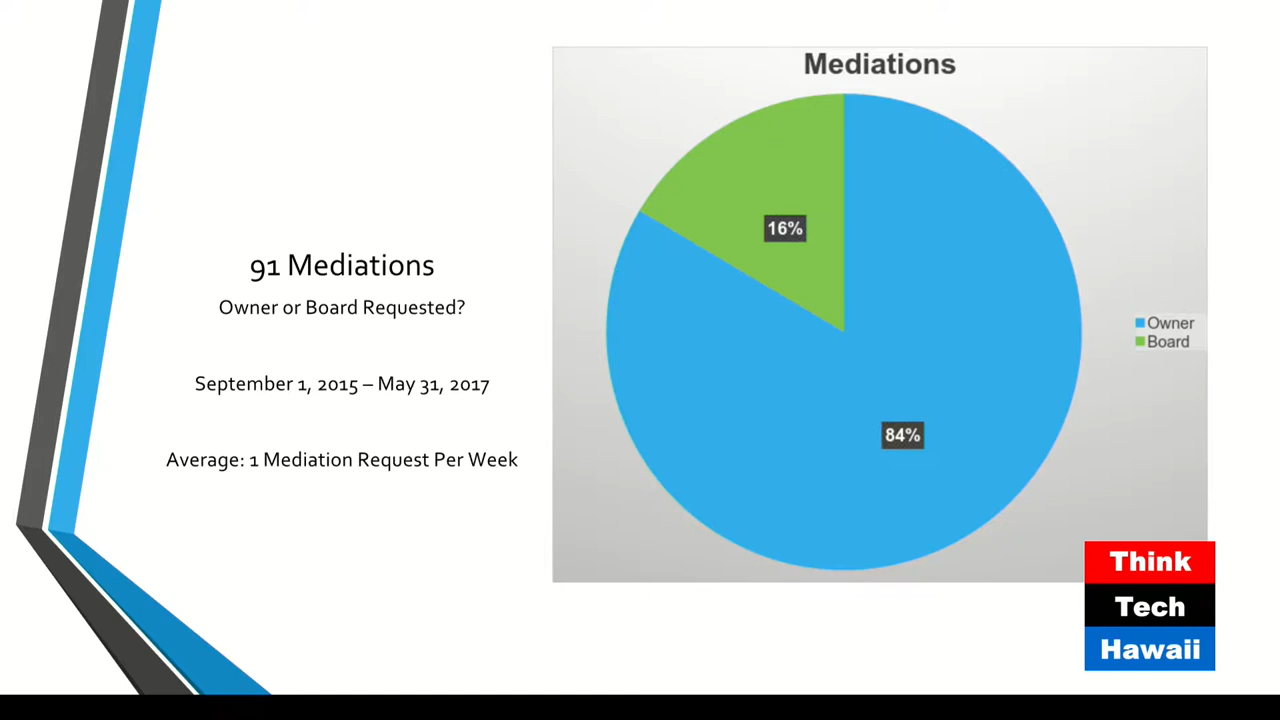 91 Mediations
Owner or Board Requested?
September 1, 2015 – May 31, 2017
Average: 1 Mediation Request Per Week
Mediations
16%
84%
Owner
Board
Think
Tech
Hawaii